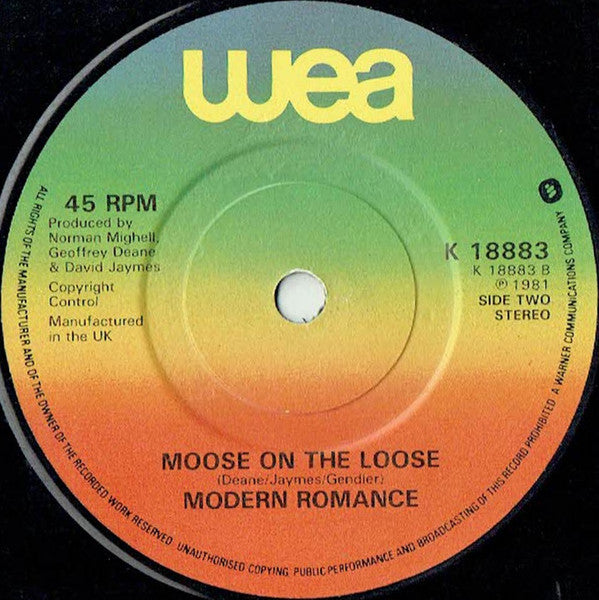 wea
45 RPM
Produced by
Norman Mighell,
Geoffrey Deane
& David Jaymes
Copyright
Control
Manufactured
in the UK
K 18883
K 18883 B
℗ 1981
SIDE TWO
STEREO
MOOSE ON THE LOOSE
(Deane/Jaymes/Gendler)
MODERN ROMANCE
ALL RIGHTS OF THE MANUFACTURER AND OF THE OWNER OF THE RECORDED WORK RESERVED. UNAUTHORISED COPYING, PUBLIC PERFORMANCE AND BROADCASTING OF THIS RECORD PROHIBITED. A WARNER COMMUNICATIONS COMPANY